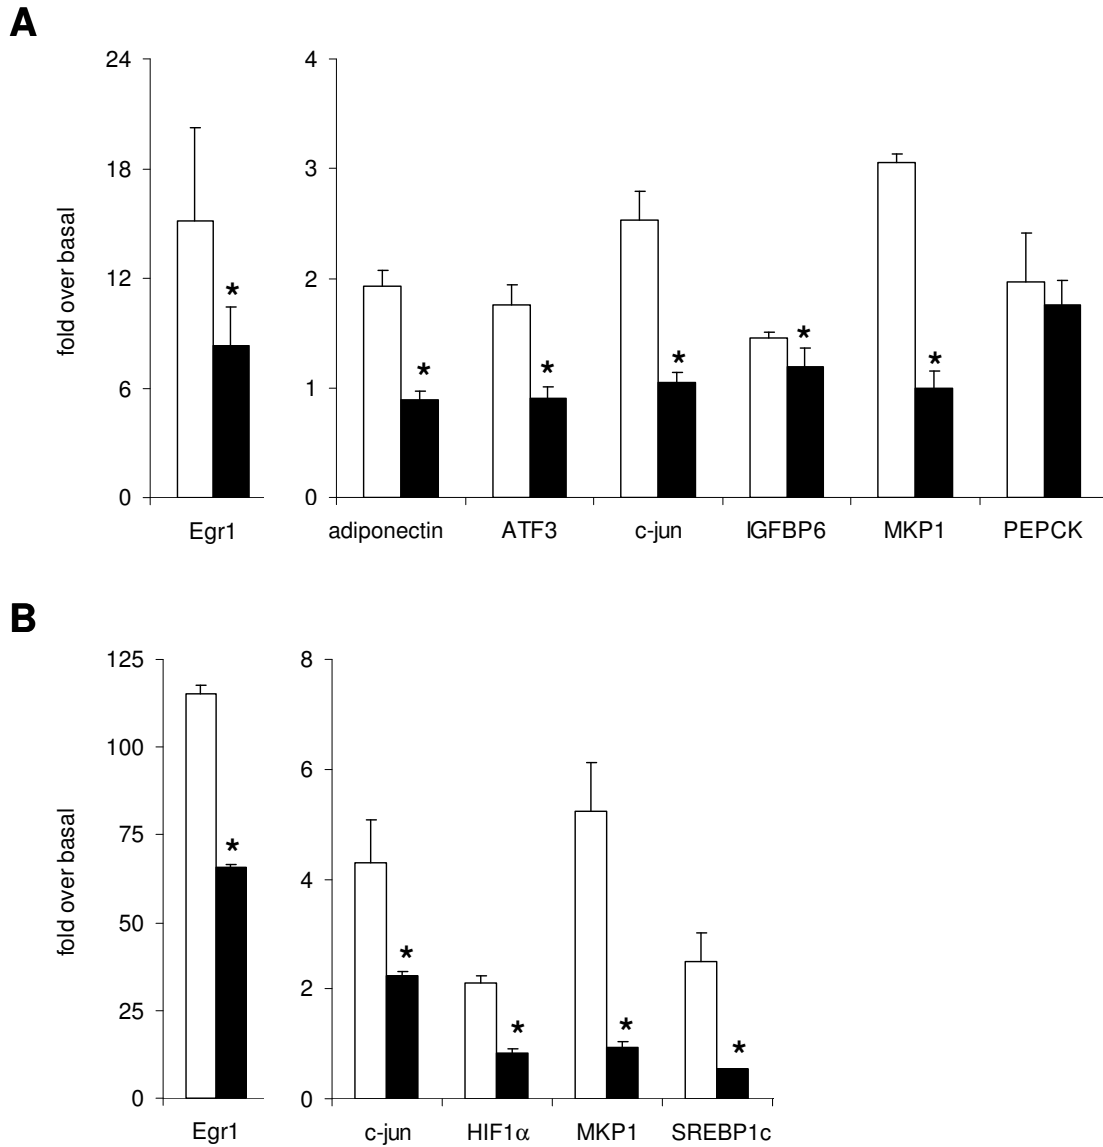 A
24
18
12
6
0
fold over basal
Egr1
4
3
2
1
0
*
* * * * *
adiponectin ATF3 c-jun IGFBP6 MKP1 PEPCK
B
125
100
75
50
25
0
fold over basal
*
Egr1
8
6
4
2
0
* * * *
c-jun HIF1α MKP1 SREBP1c